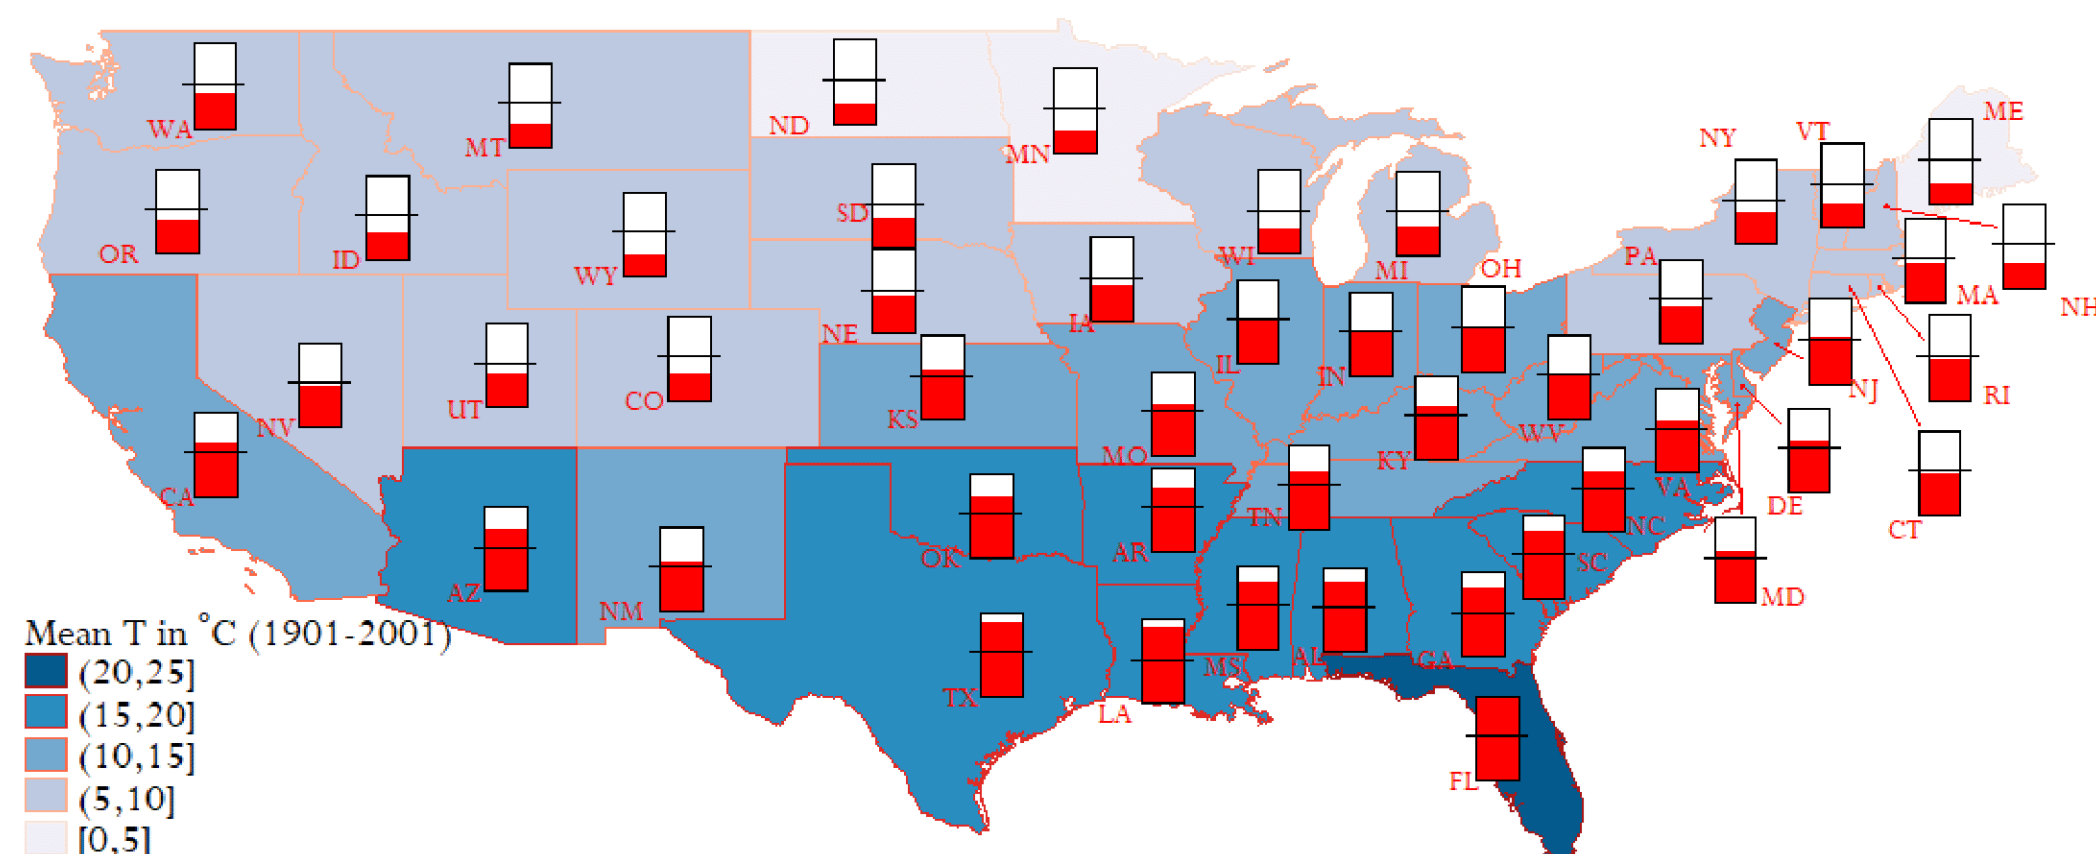 WA
MT
ND
MN
ME
VT
NY
OR
ID
WY
SD
WI
MI
OH
PA
MA
NH
NE
IA
IL
IN
NJ
RI
NV
UT
CO
KS
MO
KY
WV
VA
DE
CT
CA
AZ
NM
OK
AR
TN
NC
SC
MD
TX
LA
MS
AL
GA
FL
Mean T in °C (1901-2001)
(20,25]
(15,20]
(10,15]
(5,10]
[0,5]